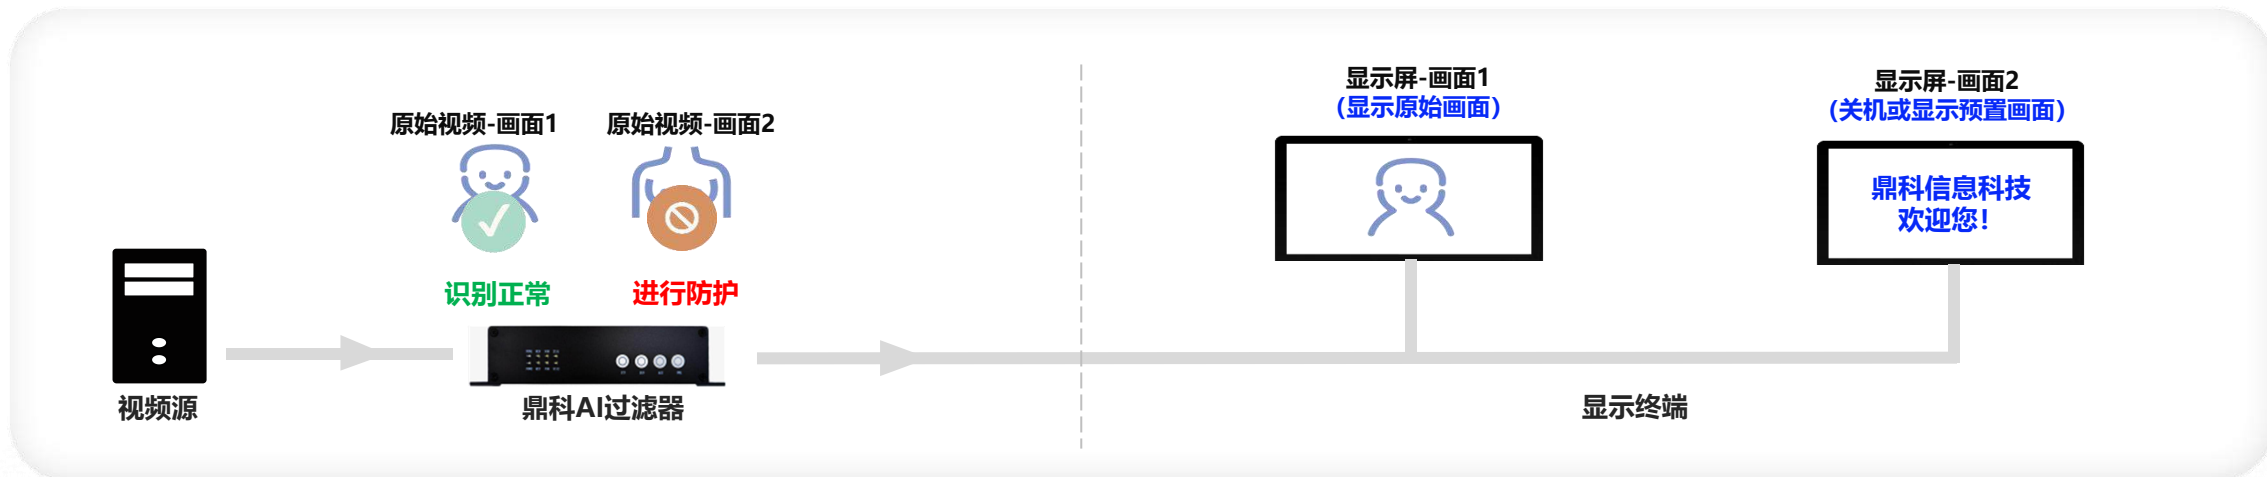 原始视频-画面1
原始视频-画面2
识别正常
进行防护
视频源
鼎科AI过滤器
显示屏-画面1
(显示原始画面)
显示屏-画面2
(关机或显示预置画面)
鼎科信息科技
欢迎您!
显示终端